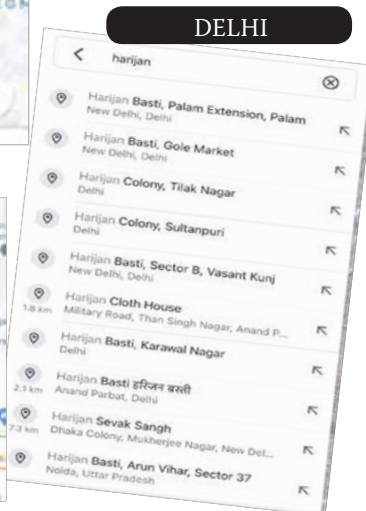 DELHI
harijan
Harijan Basti, Palam Extension, Palam
New Delhi, Delhi
Harijan Basti, Gole Market
New Delhi, Delhi
Harijan Colony, Tilak Nagar
Delhi
Harijan Colony, Sultanpuri
Delhi
Harijan Basti, Sector B, Vasant Kunj
New Delhi, Delhi
Harijan Cloth House
1.8 km Military Road, Than Singh Nagar, Anand P...
Harijan Basti, Karawal Nagar
Delhi
Harijan Basti हरिजन बस्ती
2.1 km Anand Parbat, Delhi
Harijan Sevak Sangh
7.3 km Dhaka Colony, Mukherjee Nagar, New Del...
Harijan Basti, Arun Vihar, Sector 37
Noida, Uttar Pradesh